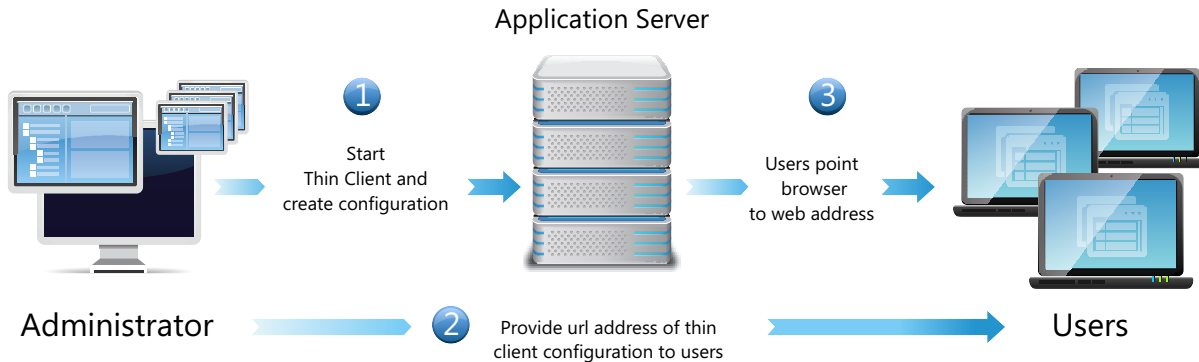 Application Server
1
Start
Thin Client and
create configuration
3
Users point
browser
to web address
Administrator
2
Provide url address of thin
client configuration to users
Users